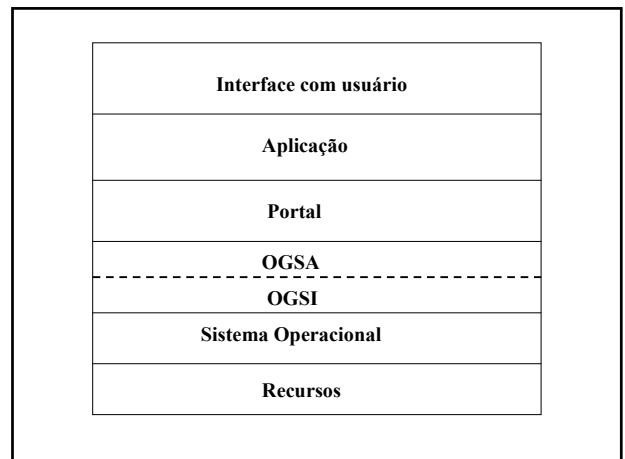 Interface com usuário
Aplicação
Portal
OGSA
OGSI
Sistema Operacional
Recursos